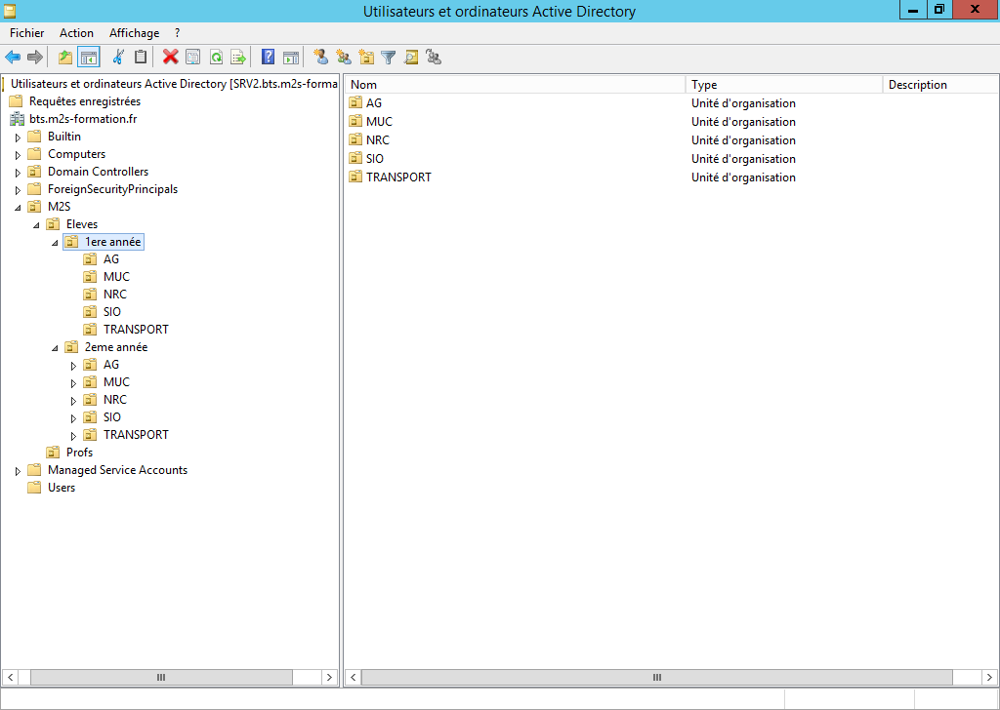 Utilisateurs et ordinateurs Active Directory
Fichier Action Affichage ?
Utilisateurs et ordinateurs Active Directory [SRV2.bts.m2s-forma
Requêtes enregistrées
bts.m2s-formation.fr
Builtin
Computers
Domain Controllers
ForeignSecurityPrincipals
M2S
Eleves
1ere année
AG
MUC
NRC
SIO
TRANSPORT
2eme année
AG
MUC
NRC
SIO
TRANSPORT
Profs
Managed Service Accounts
Users
Nom Type Description
AG Unité d'organisation
MUC Unité d'organisation
NRC Unité d'organisation
SIO Unité d'organisation
TRANSPORT Unité d'organisation